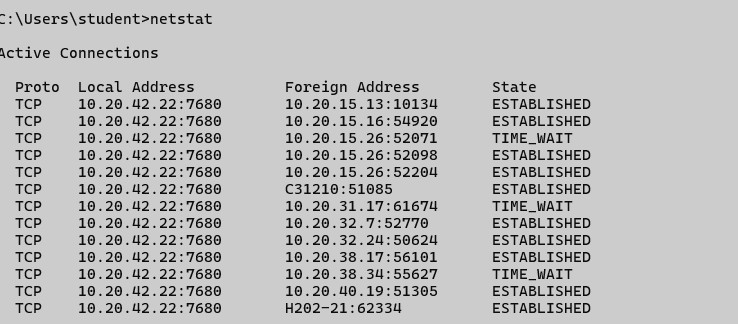 C:\Users\student>netstat
Active Connections
Proto  Local Address          Foreign Address        State
TCP    10.20.42.22:7680       10.20.15.13:10134      ESTABLISHED
TCP    10.20.42.22:7680       10.20.15.16:54920      ESTABLISHED
TCP    10.20.42.22:7680       10.20.15.26:52071      TIME_WAIT
TCP    10.20.42.22:7680       10.20.15.26:52098      ESTABLISHED
TCP    10.20.42.22:7680       10.20.15.26:52204      ESTABLISHED
TCP    10.20.42.22:7680       C31210:51085           ESTABLISHED
TCP    10.20.42.22:7680       10.20.31.17:61674      TIME_WAIT
TCP    10.20.42.22:7680       10.20.32.7:52770       ESTABLISHED
TCP    10.20.42.22:7680       10.20.32.24:50624      ESTABLISHED
TCP    10.20.42.22:7680       10.20.38.17:56101      ESTABLISHED
TCP    10.20.42.22:7680       10.20.38.34:55627      TIME_WAIT
TCP    10.20.42.22:7680       10.20.40.19:51305      ESTABLISHED
TCP    10.20.42.22:7680       H202-21:62334          ESTABLISHED